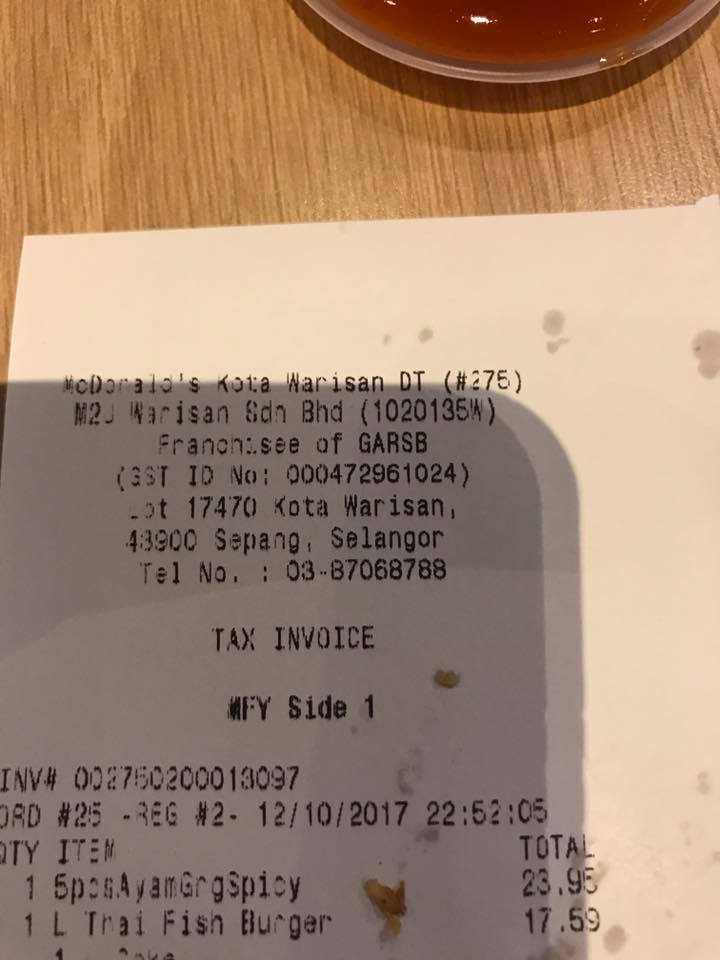 McDonald's Kota Warisan DT (#275)
M2J Warisan Sdn Bhd (1020135W)
Franchisee of GARSB
(GST ID No: 000472961024)
Lot 17470 Kota Warisan,
43900 Sepang, Selangor
Tel No. : 03-87068788
TAX INVOICE
MFY Side 1
INV# 002750200013097
ORD #25 -REG #2- 12/10/2017 22:52:05
QTY ITEM TOTAL
1 5pcsAyamGrgSpicy 23.95
1 L Thai Fish Burger 17.59